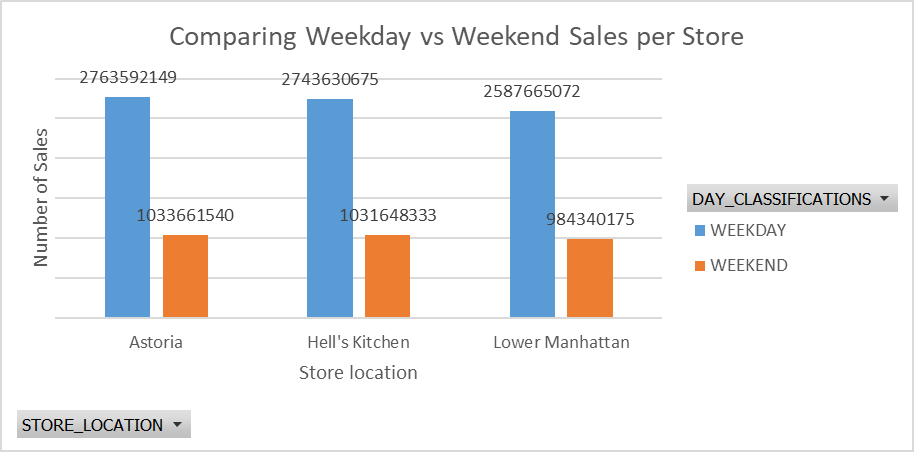 Comparing Weekday vs Weekend Sales per Store
2763592149
2743630675
2587665072
1033661540
1031648333
984340175
Number of Sales
DAY_CLASSIFICATIONS
WEEKDAY
WEEKEND
Astoria
Hell's Kitchen
Lower Manhattan
Store location
STORE_LOCATION